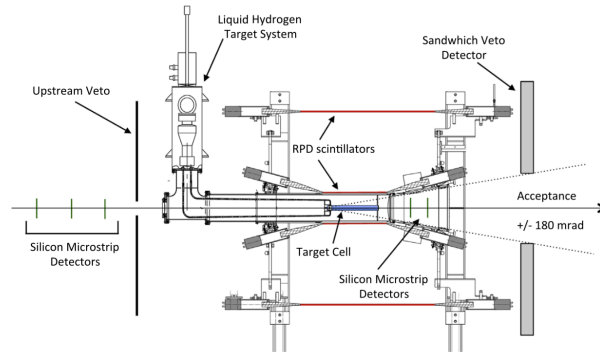 Liquid Hydrogen
Target System
Sandwhich Veto
Detector
Upstream Veto
RPD scintillators
Acceptance
+/- 180 mrad
Silicon Microstrip
Detectors
Target Cell
Silicon Microstrip
Detectors